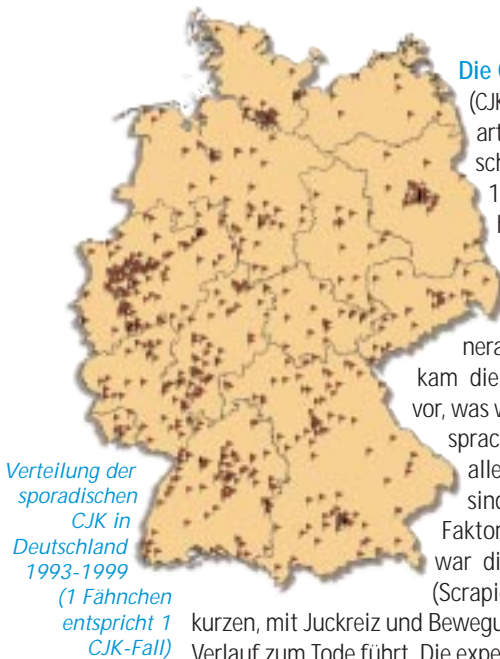 Die
(CJK
art
sch
1
nera
kam die
vor, was w
sprac
alle
sind
Faktor
war di
(Scrapie
kurzen, mit Juckreiz und Bewegu
Verlauf zum Tode führt. Die expe
Verteilung der
sporadischen
CJK in
Deutschland
1993-1999
(1 Fähnchen
entspricht 1
CJK-Fall)